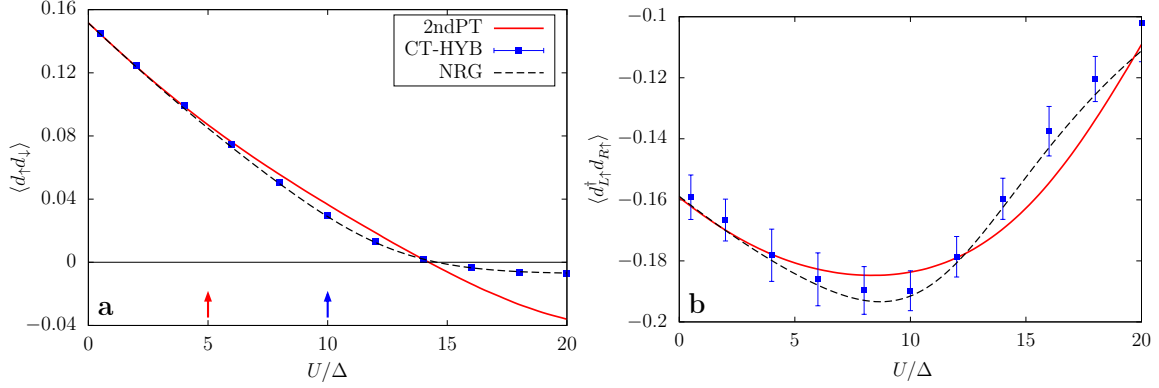 0.16
0.12
0.08
0.04
0
−0.04
0
5
10
15
20
U/Δ
⟨d↑d↓⟩
2ndPT
CT-HYB
NRG
a
−0.1
−0.12
−0.14
−0.16
−0.18
−0.2
0
5
10
15
20
U/Δ
⟨d†L↑dR↑⟩
b